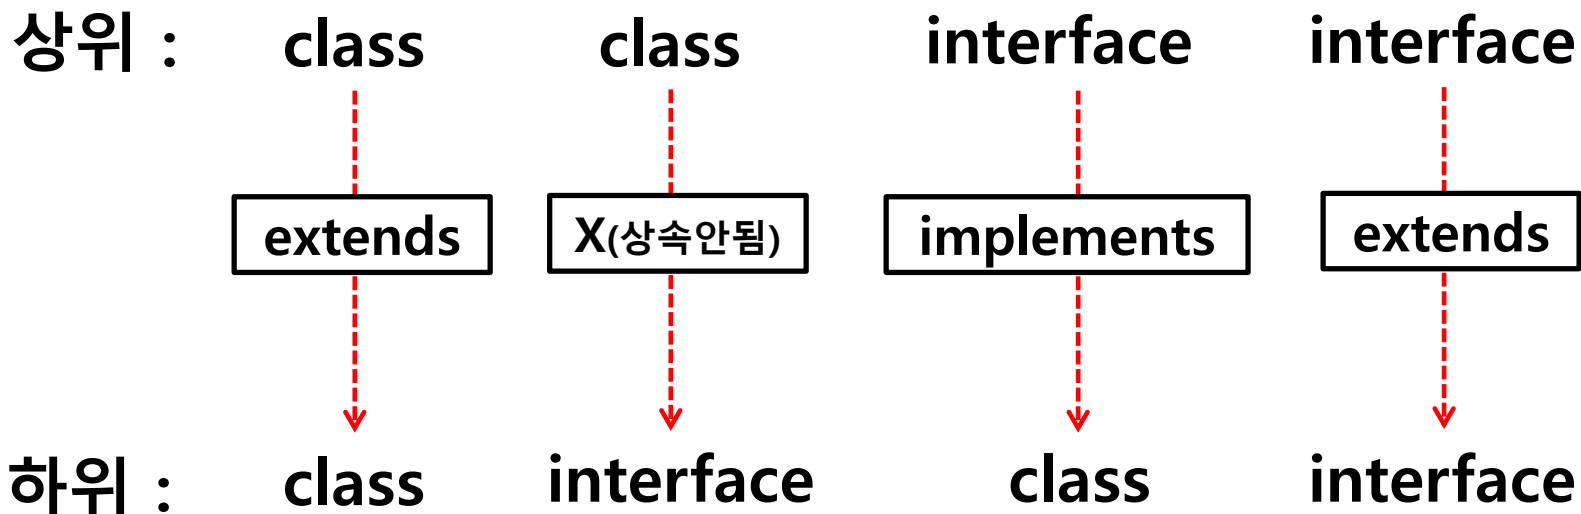 상위 : class class interface interface
extends X(상속안됨) implements extends
하위 : class interface class interface